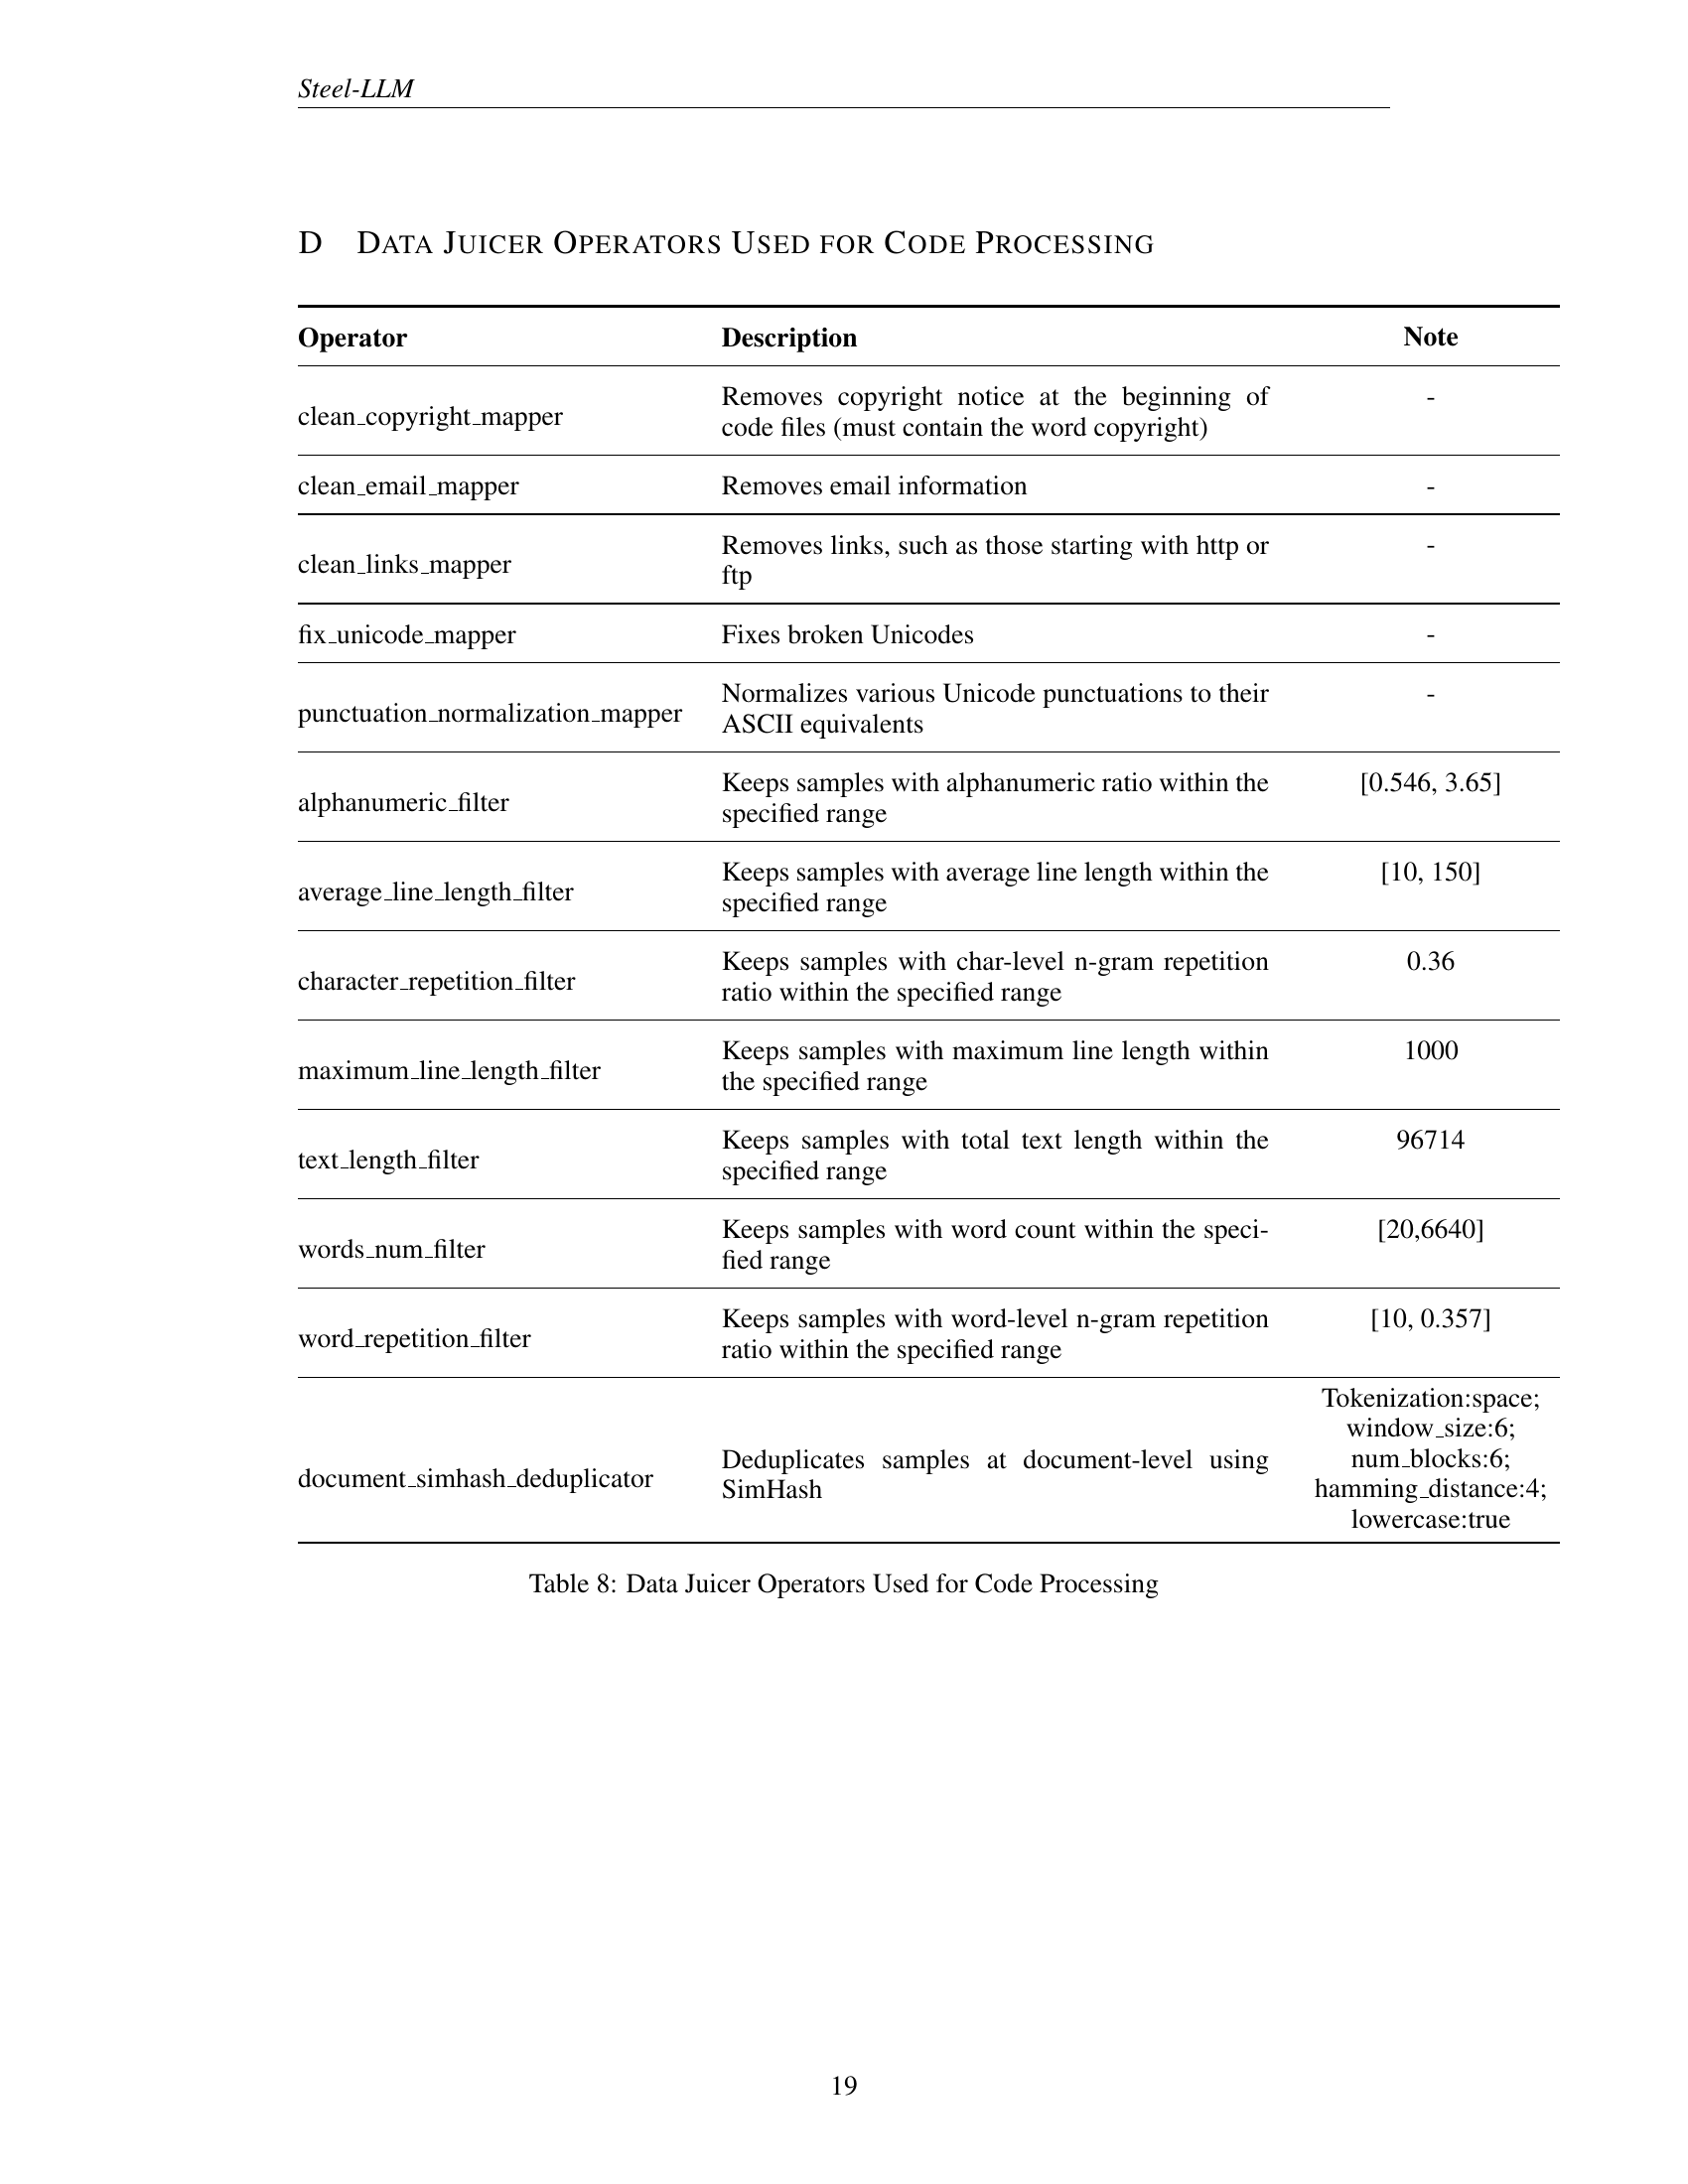 Steel-LLM
D DATA JUICER OPERATORS USED FOR CODE PROCESSING
Operator Description Note
clean_copyright_mapper Removes copyright notice at the beginning of -
code files (must contain the word copyright)
clean_email_mapper Removes email information -
clean_links_mapper Removes links, such as those starting with http or -
ftp
fix_unicode_mapper Fixes broken Unicodes -
punctuation_normalization_mapper Normalizes various Unicode punctuations to their -
ASCII equivalents
alphanumeric_filter Keeps samples with alphanumeric ratio within the [0.546, 3.65]
specified range
average_line_length_filter Keeps samples with average line length within the [10, 150]
specified range
character_repetition_filter Keeps samples with char-level n-gram repetition 0.36
ratio within the specified range
maximum_line_length_filter Keeps samples with maximum line length within 1000
the specified range
text_length_filter Keeps samples with total text length within the 96714
specified range
words_num_filter Keeps samples with word count within the speci- [20,6640]
fied range
word_repetition_filter Keeps samples with word-level n-gram repetition [10, 0.357]
ratio within the specified range
document_simhash_deduplicator Deduplicates samples at document-level using
SimHash
Tokenization:space;
window_size:6;
num_blocks:6;
hamming_distance:4;
lowercase:true
Table 8: Data Juicer Operators Used for Code Processing
19